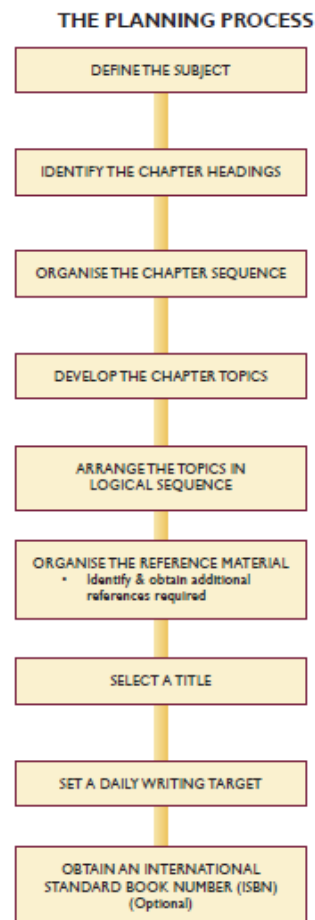 THE PLANNING PROCESS
DEFINE THE SUBJECT
IDENTIFY THE CHAPTER HEADINGS
ORGANISE THE CHAPTER SEQUENCE
DEVELOP THE CHAPTER TOPICS
ARRANGE THE TOPICS IN
LOGICAL SEQUENCE
ORGANISE THE REFERENCE MATERIAL
• Identify & obtain additional
references required
SELECT A TITLE
SET A DAILY WRITING TARGET
OBTAIN AN INTERNATIONAL
STANDARD BOOK NUMBER (ISBN)
(Optional)